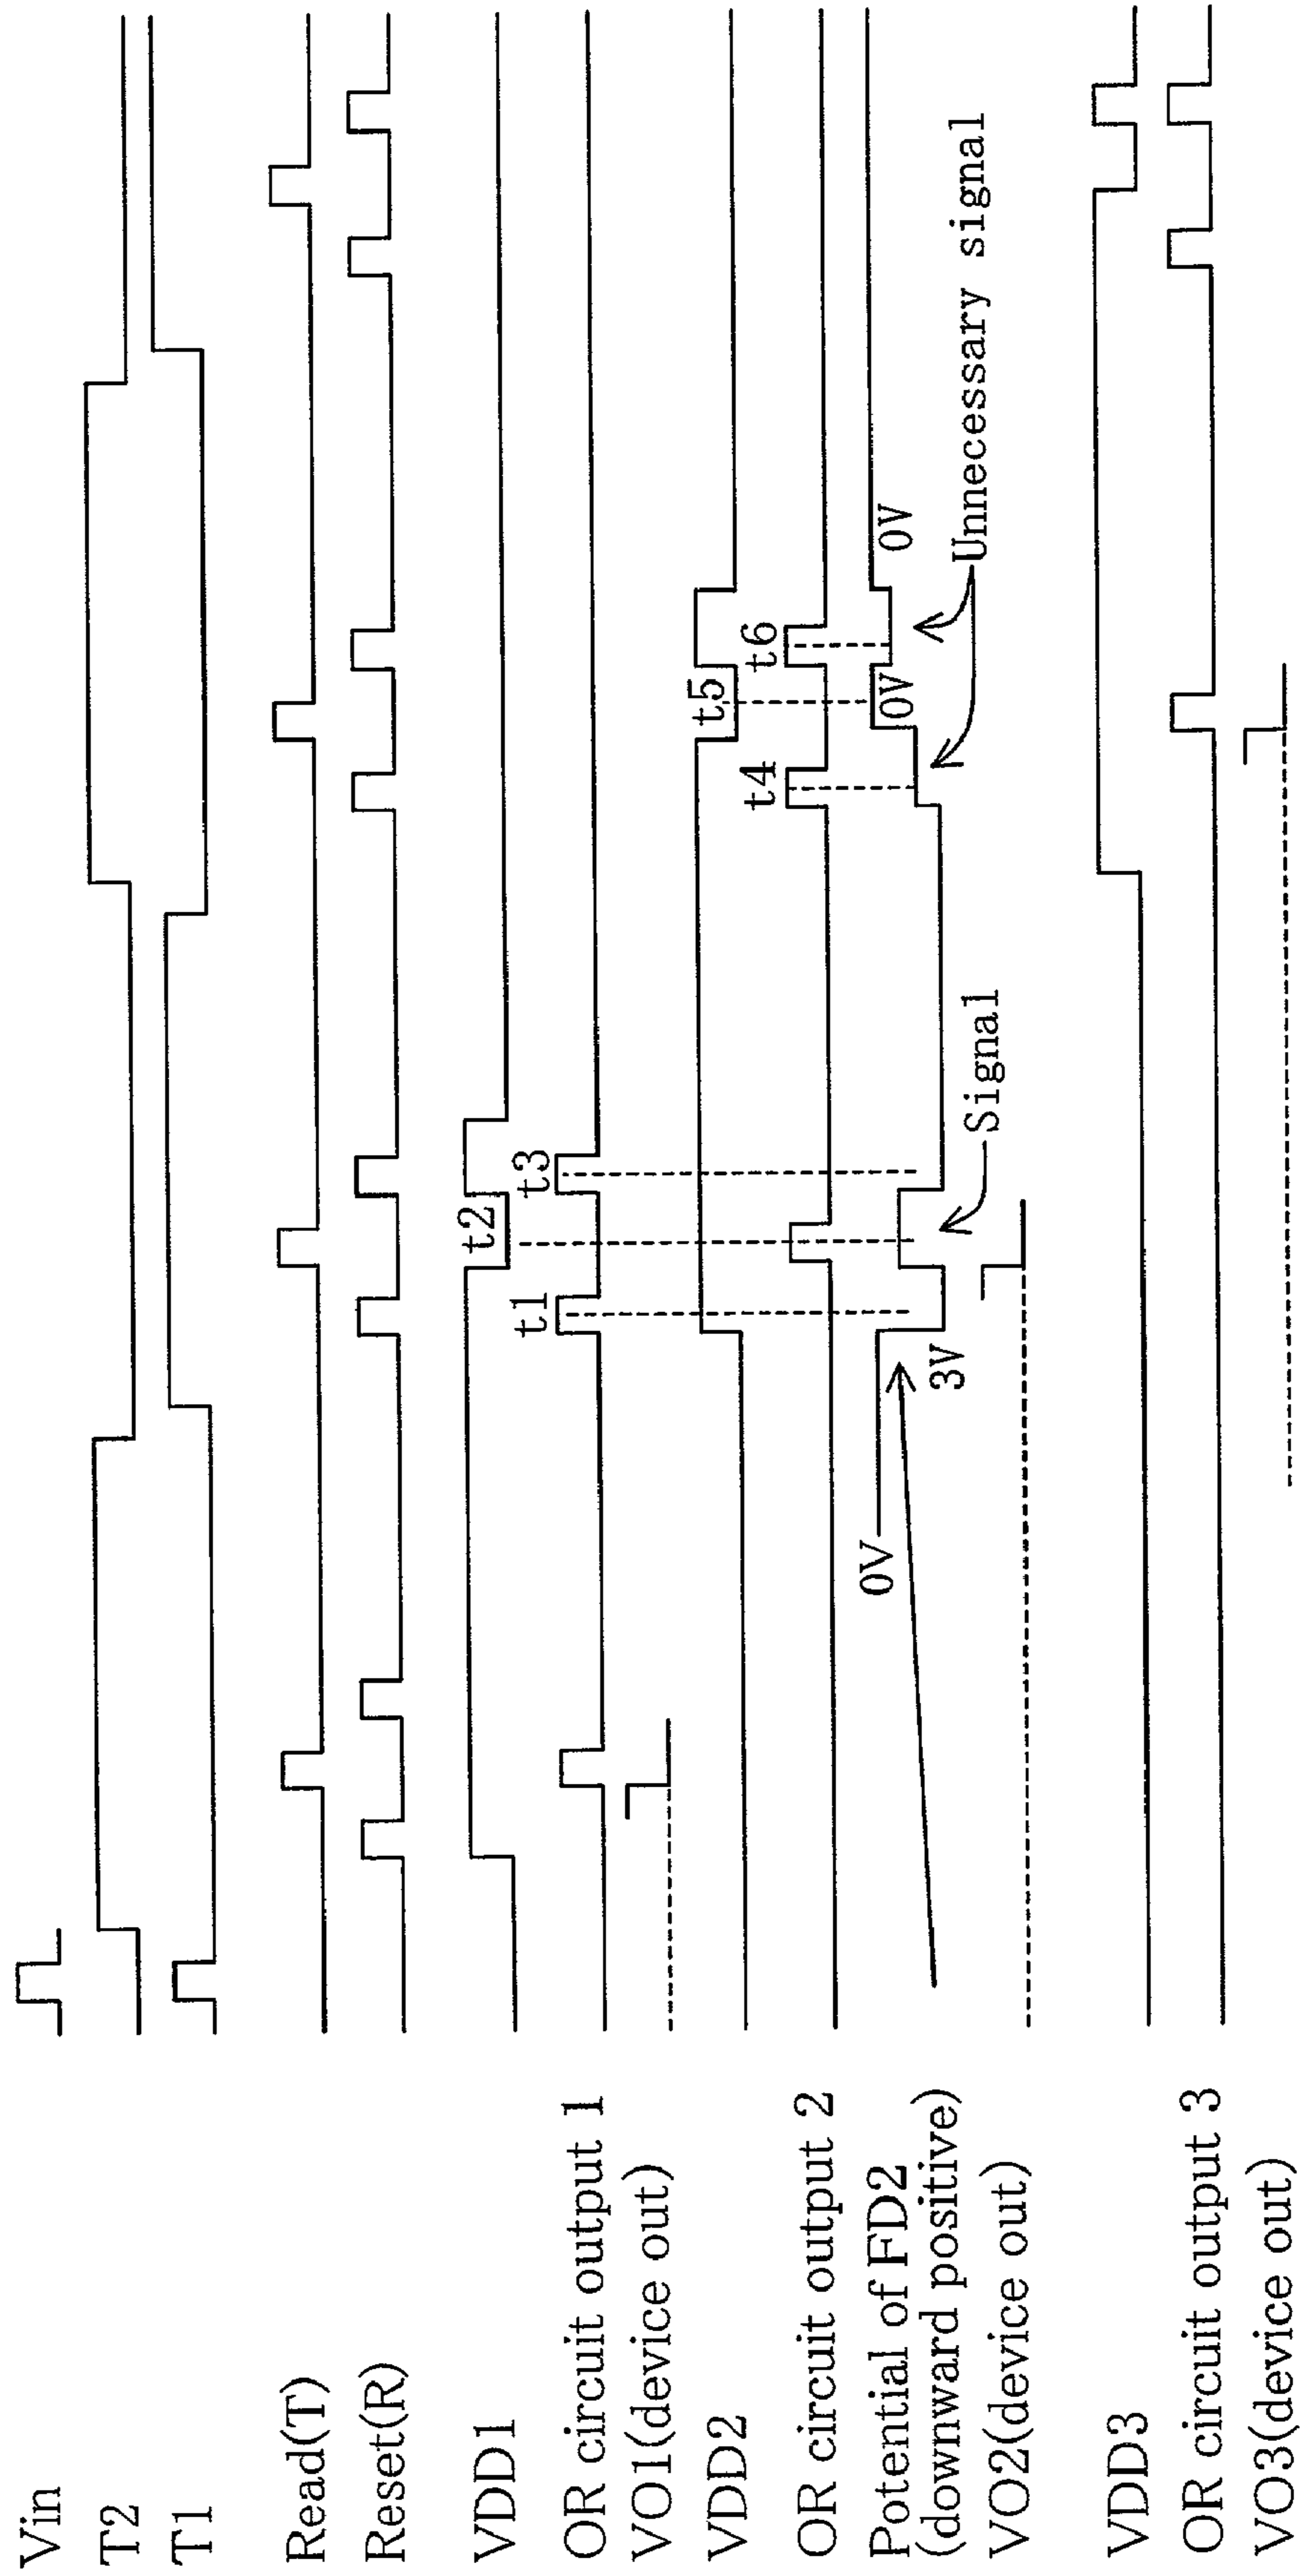 Vin
T2
T1
Read(T)
Reset(R)
VDD1
t2
OR circuit output 1
t1
t3
VO1(device out)
VDD2
t5
OR circuit output 2
t4
t6
Potential of FD2
(downward positive)
0V
3V
0V
0V
Signal
Unnecessary signal
VO2(device out)
VDD3
OR circuit output 3
VO3(device out)